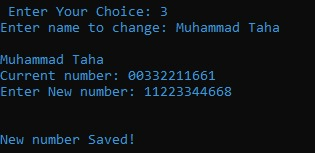 Enter Your Choice: 3
Enter name to change: Muhammad Taha
Muhammad Taha
Current number: 00332211661
Enter New number: 11223344668
New number Saved!